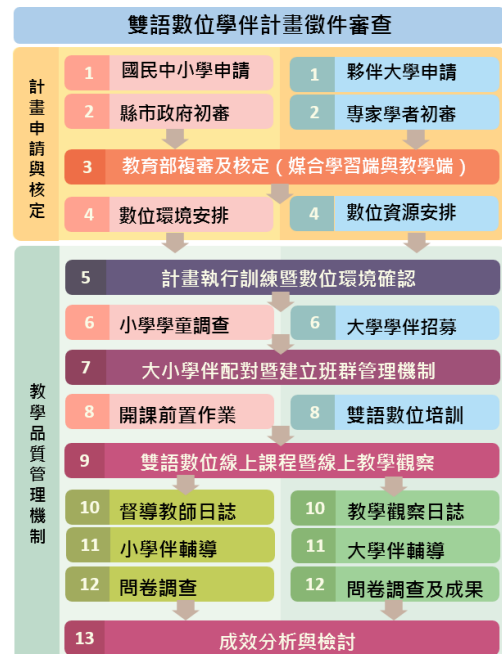 雙語數位學伴計畫徵件審查
計畫申請與核定
1 國民中小學申請
1 夥伴大學申請
2 縣市政府初審
2 專家學者初審
3 教育部複審及核定(媒合學習端與教學端)
4 數位環境安排
4 數位資源安排
教學品質管理機制
5 計畫執行訓練暨數位環境確認
6 小學學童調查
6 大學學伴招募
7 大小學伴配對暨建立班群管理機制
8 開課前置作業
8 雙語數位培訓
9 雙語數位線上課程暨線上教學觀察
10 督導教師日誌
10 教學觀察日誌
11 小學伴輔導
11 大學伴輔導
12 問卷調查
12 問卷調查及成果
13 成效分析與檢討